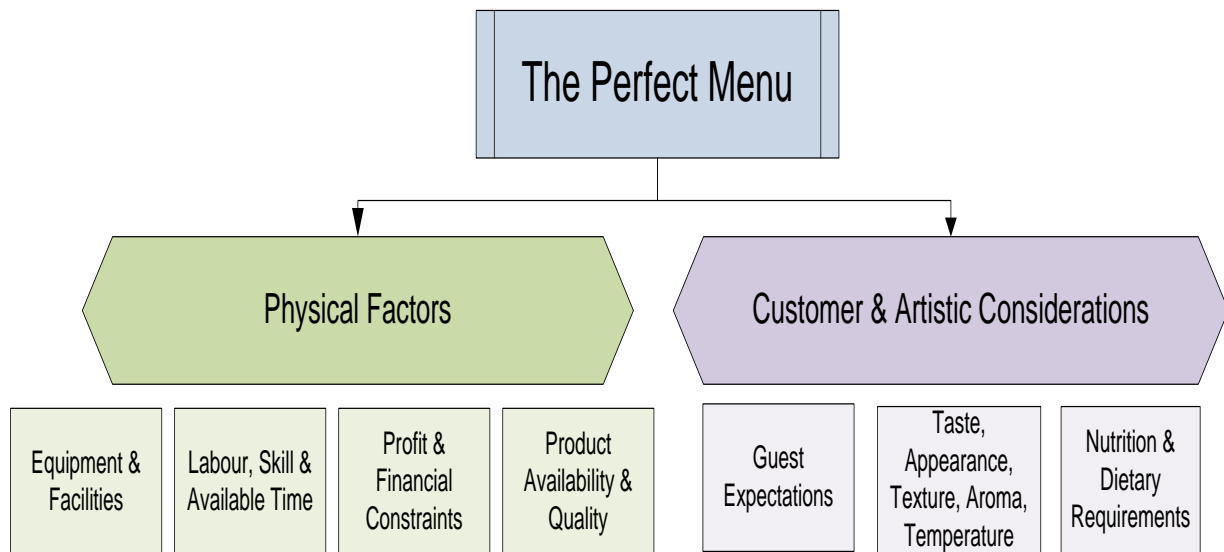 The Perfect Menu
Physical Factors
Customer & Artistic Considerations
Equipment &
Facilities
Labour, Skill &
Available Time
Profit &
Financial
Constraints
Product
Availability &
Quality
Guest
Expectations
Taste,
Appearance,
Texture, Aroma,
Temperature
Nutrition &
Dietary
Requirements